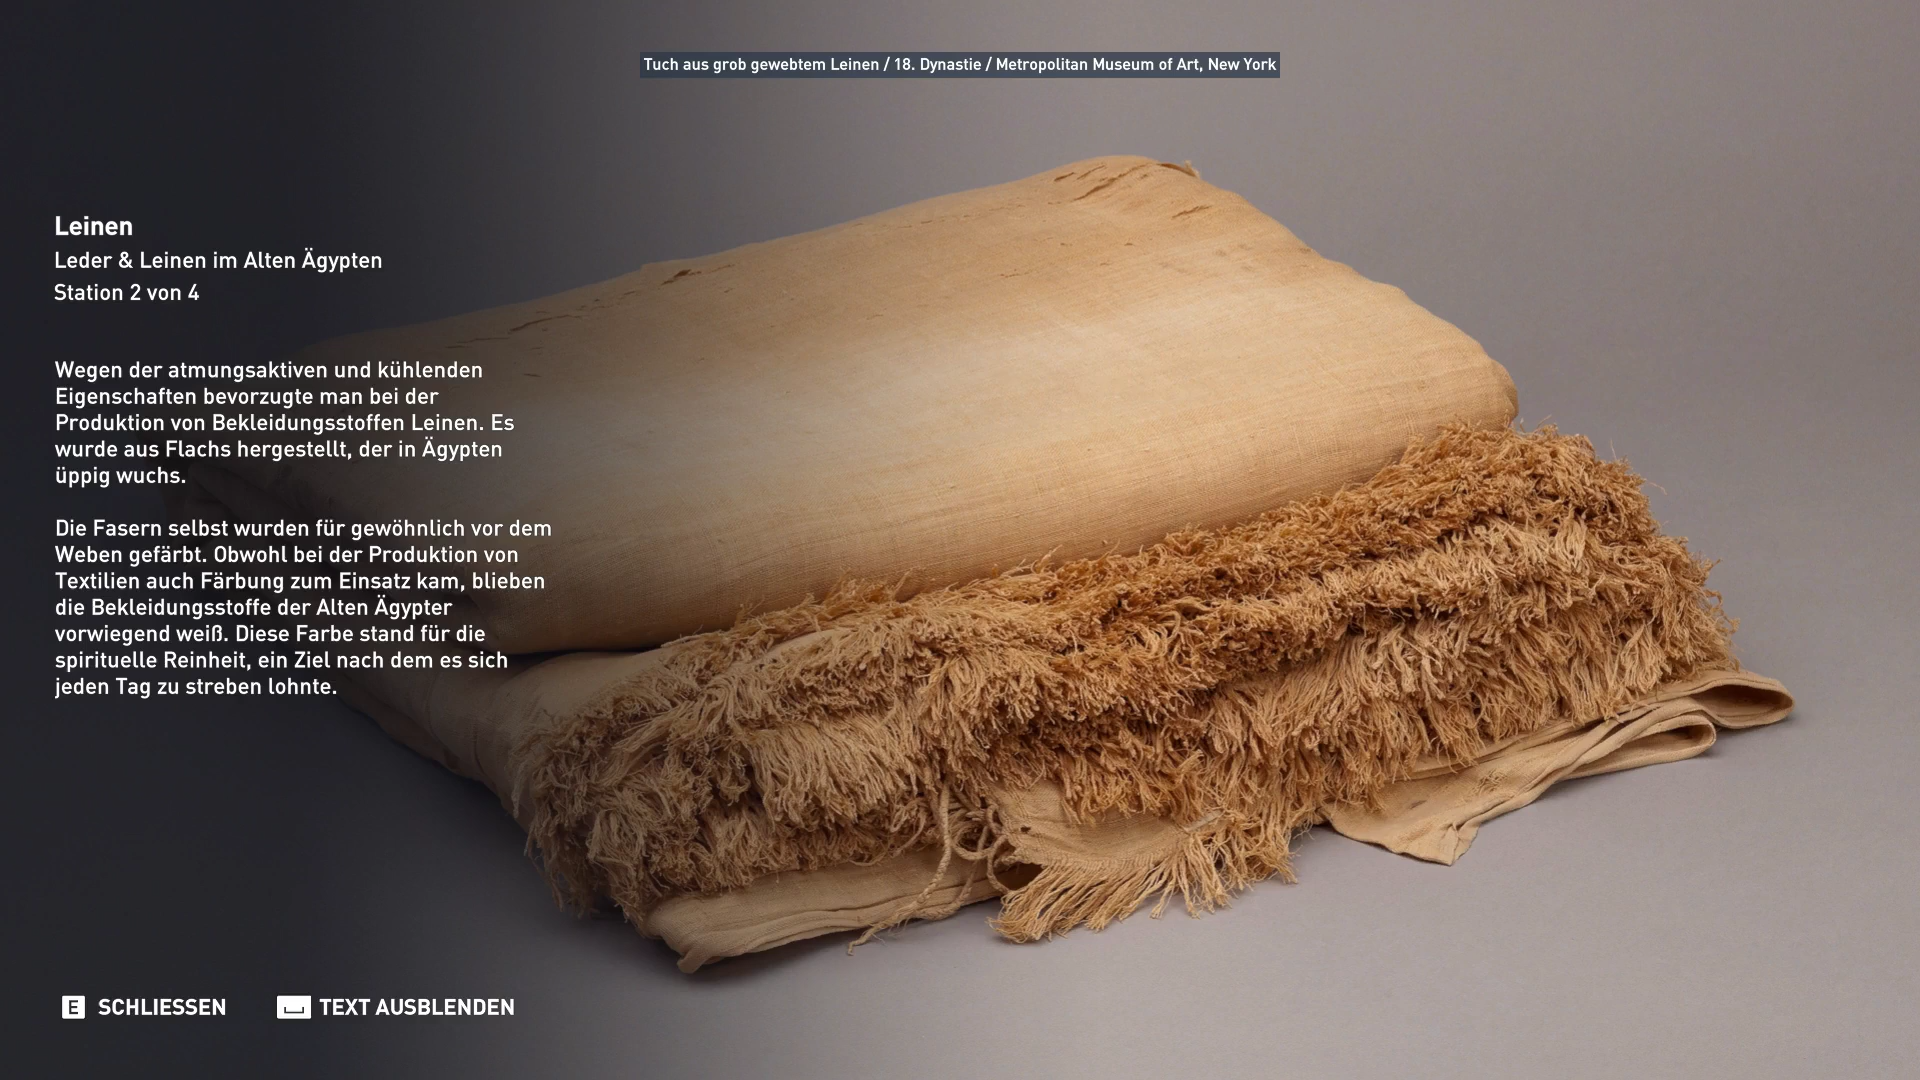 Tuch aus grob gewebtem Leinen / 18. Dynastie / Metropolitan Museum of Art, New York
Leinen
Leder & Leinen im Alten Ägypten
Station 2 von 4
Wegen der atmungsaktiven und kühlenden
Eigenschaften bevorzugte man bei der
Produktion von Bekleidungsstoffen Leinen. Es
wurde aus Flachs hergestellt, der in Ägypten
üppig wuchs.
Die Fasern selbst wurden für gewöhnlich vor dem
Weben gefärbt. Obwohl bei der Produktion von
Textilien auch Färbung zum Einsatz kam, blieben
die Bekleidungsstoffe der Alten Ägypter
vorwiegend weiß. Diese Farbe stand für die
spirituelle Reinheit, ein Ziel nach dem es sich
jeden Tag zu streben lohnte.
E SCHLIESSEN TEXT AUSBLENDEN